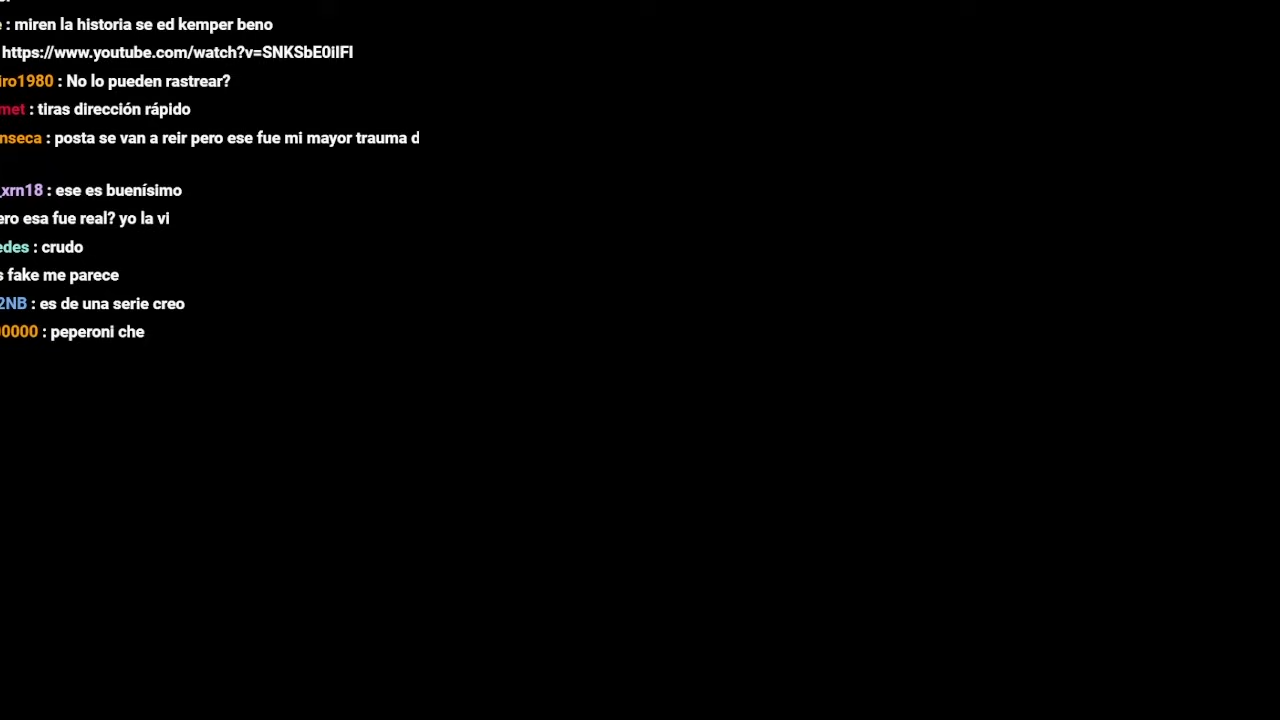 : miren la historia se ed kemper beno
https://www.youtube.com/watch?v=SNKSbE0iIFI
iro1980 : No lo pueden rastrear?
met : tiras dirección rápido
nseca : posta se van a reir pero ese fue mi mayor trauma d
_xrn18 : ese es buenísimo
ero esa fue real? yo la vi
edes : crudo
s fake me parece
2NB : es de una serie creo
00000 : peperoni che